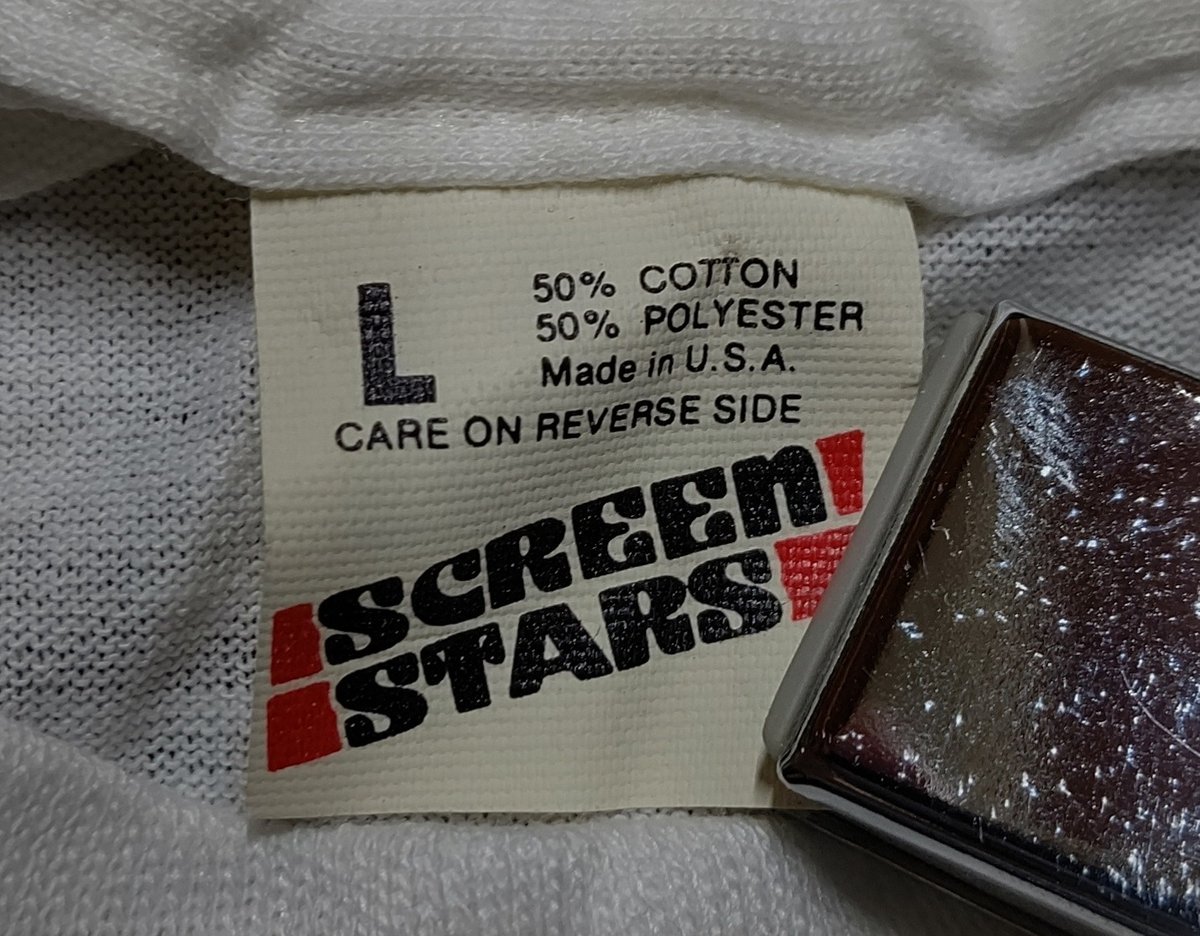 L
50% COTTON
50% POLYESTER
Made in U.S.A.
CARE ON REVERSE SIDE
SCREEN
STARS